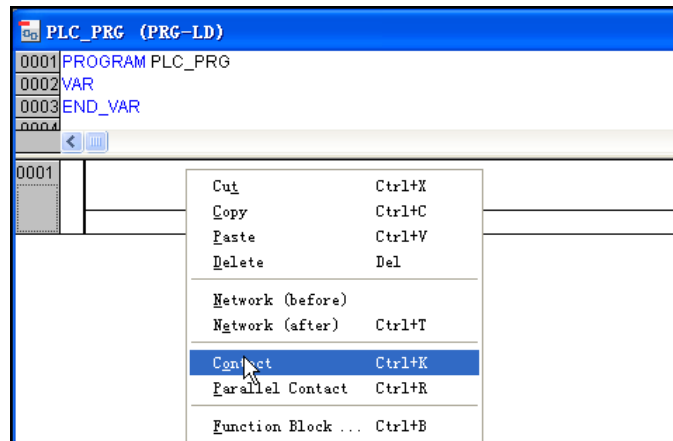 PLC_PRG (PRG-LD)
0001 PROGRAM PLC_PRG
0002 VAR
0003 END_VAR
0004
0001
Cut Ctrl+X
Copy Ctrl+C
Paste Ctrl+V
Delete Del
Network (before)
Network (after) Ctrl+T
Contact Ctrl+K
Parallel Contact Ctrl+R
Function Block ... Ctrl+B